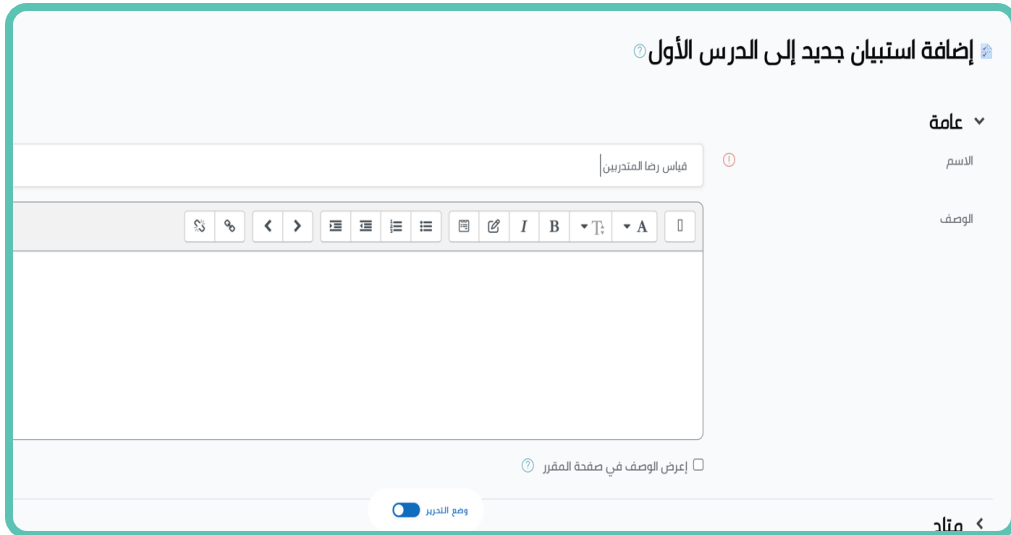 إضافة استبيان جديد إلى الدرس الأول
عامة
الاسم
قياس رضا المتدربين
الوصف
A T I B
إعرض الوصف في صفحة المقرر
وضع التحرير
متاح